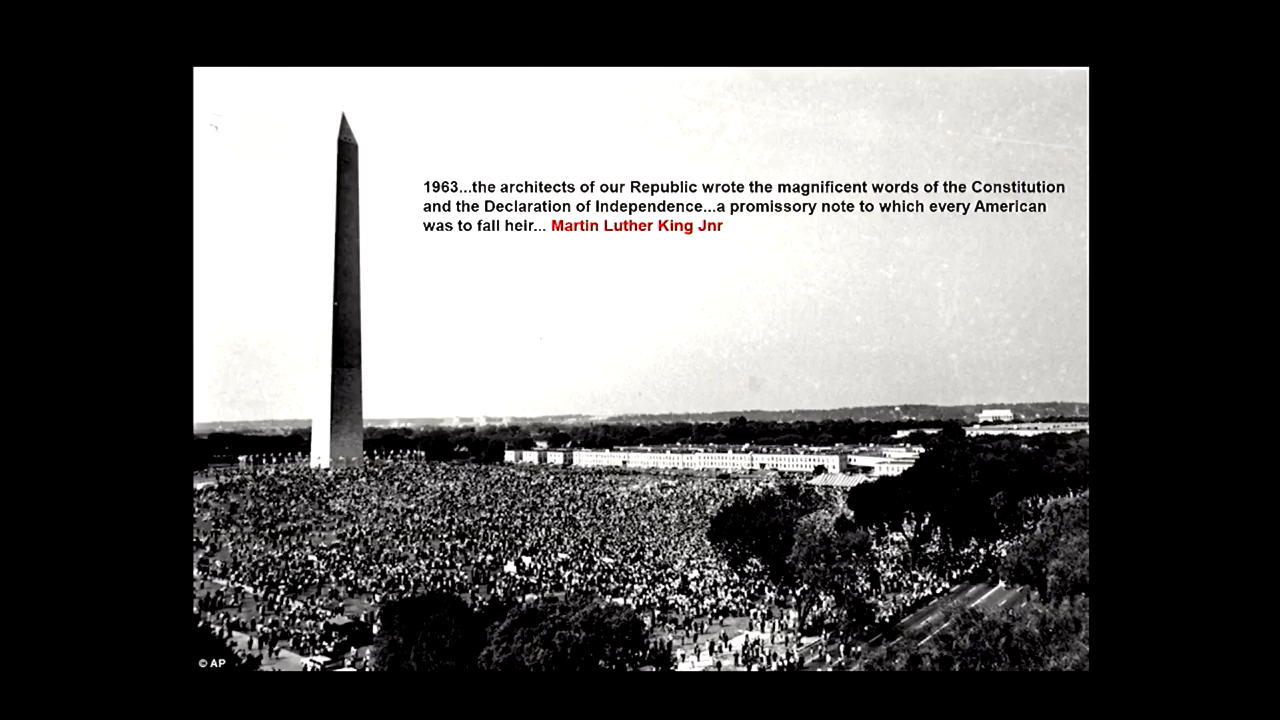 1963...the architects of our Republic wrote the magnificent words of the Constitution
and the Declaration of Independence...a promissory note to which every American
was to fall heir... Martin Luther King Jnr
© AP